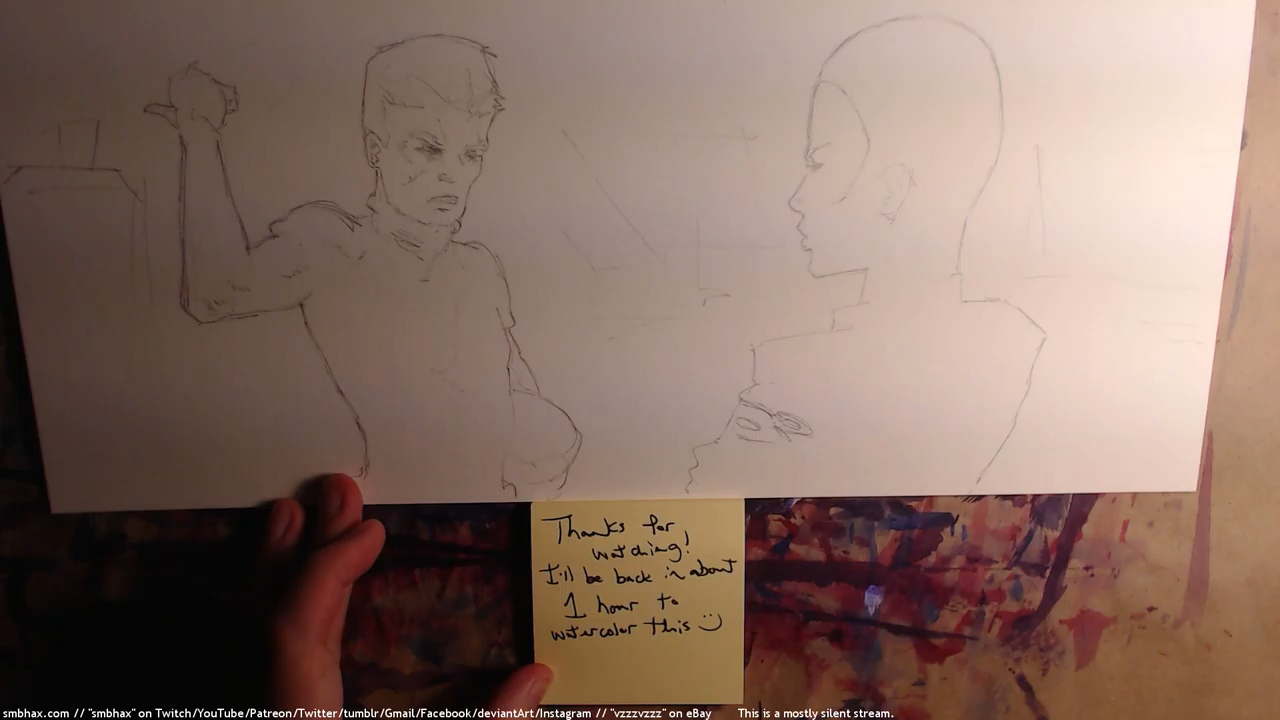 Thanks for
watching!
I'll be back in about
1 hour to
watercolor this :)
smbhax.com // "smbhax" on Twitch/YouTube/Patreon/Twitter/tumblr/Gmail/Facebook/deviantArt/Instagram // "vzzzvzzz" on eBay This is a mostly silent stream.